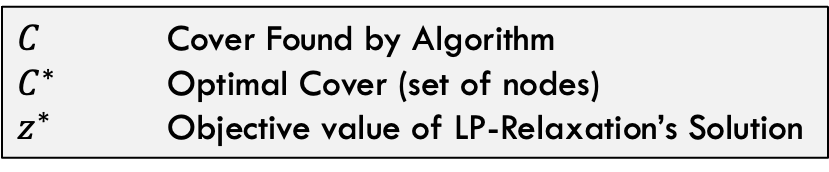 C Cover Found by Algorithm
C* Optimal Cover (set of nodes)
z* Objective value of LP-Relaxation's Solution